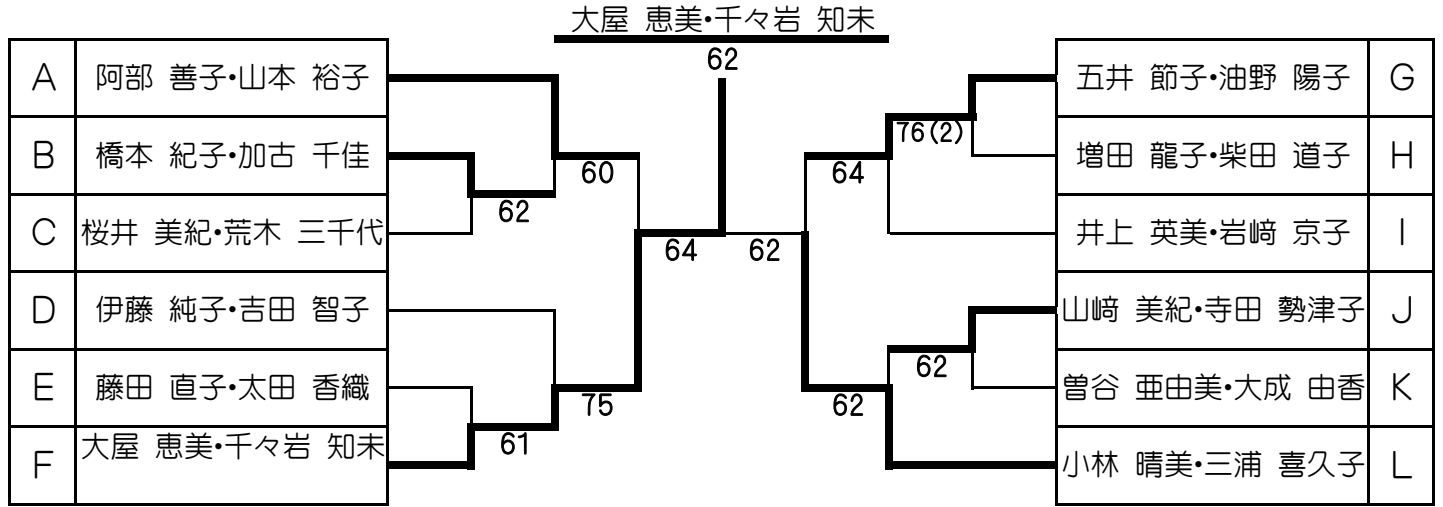 大屋 恵美・千々岩 知未
62
A 阿部 善子・山本 裕子
B 橋本 紀子・加古 千佳
C 桜井 美紀・荒木 三千代
D 伊藤 純子・吉田 智子
E 藤田 直子・太田 香織
F 大屋 恵美・千々岩 知未
60
62
64
75
61
62
76(2)
64
62
62
五井 節子・油野 陽子 G
増田 龍子・柴田 道子 H
井上 英美・岩﨑 京子 I
山﨑 美紀・寺田 勢津子 J
曽谷 亜由美・大成 由香 K
小林 晴美・三浦 喜久子 L